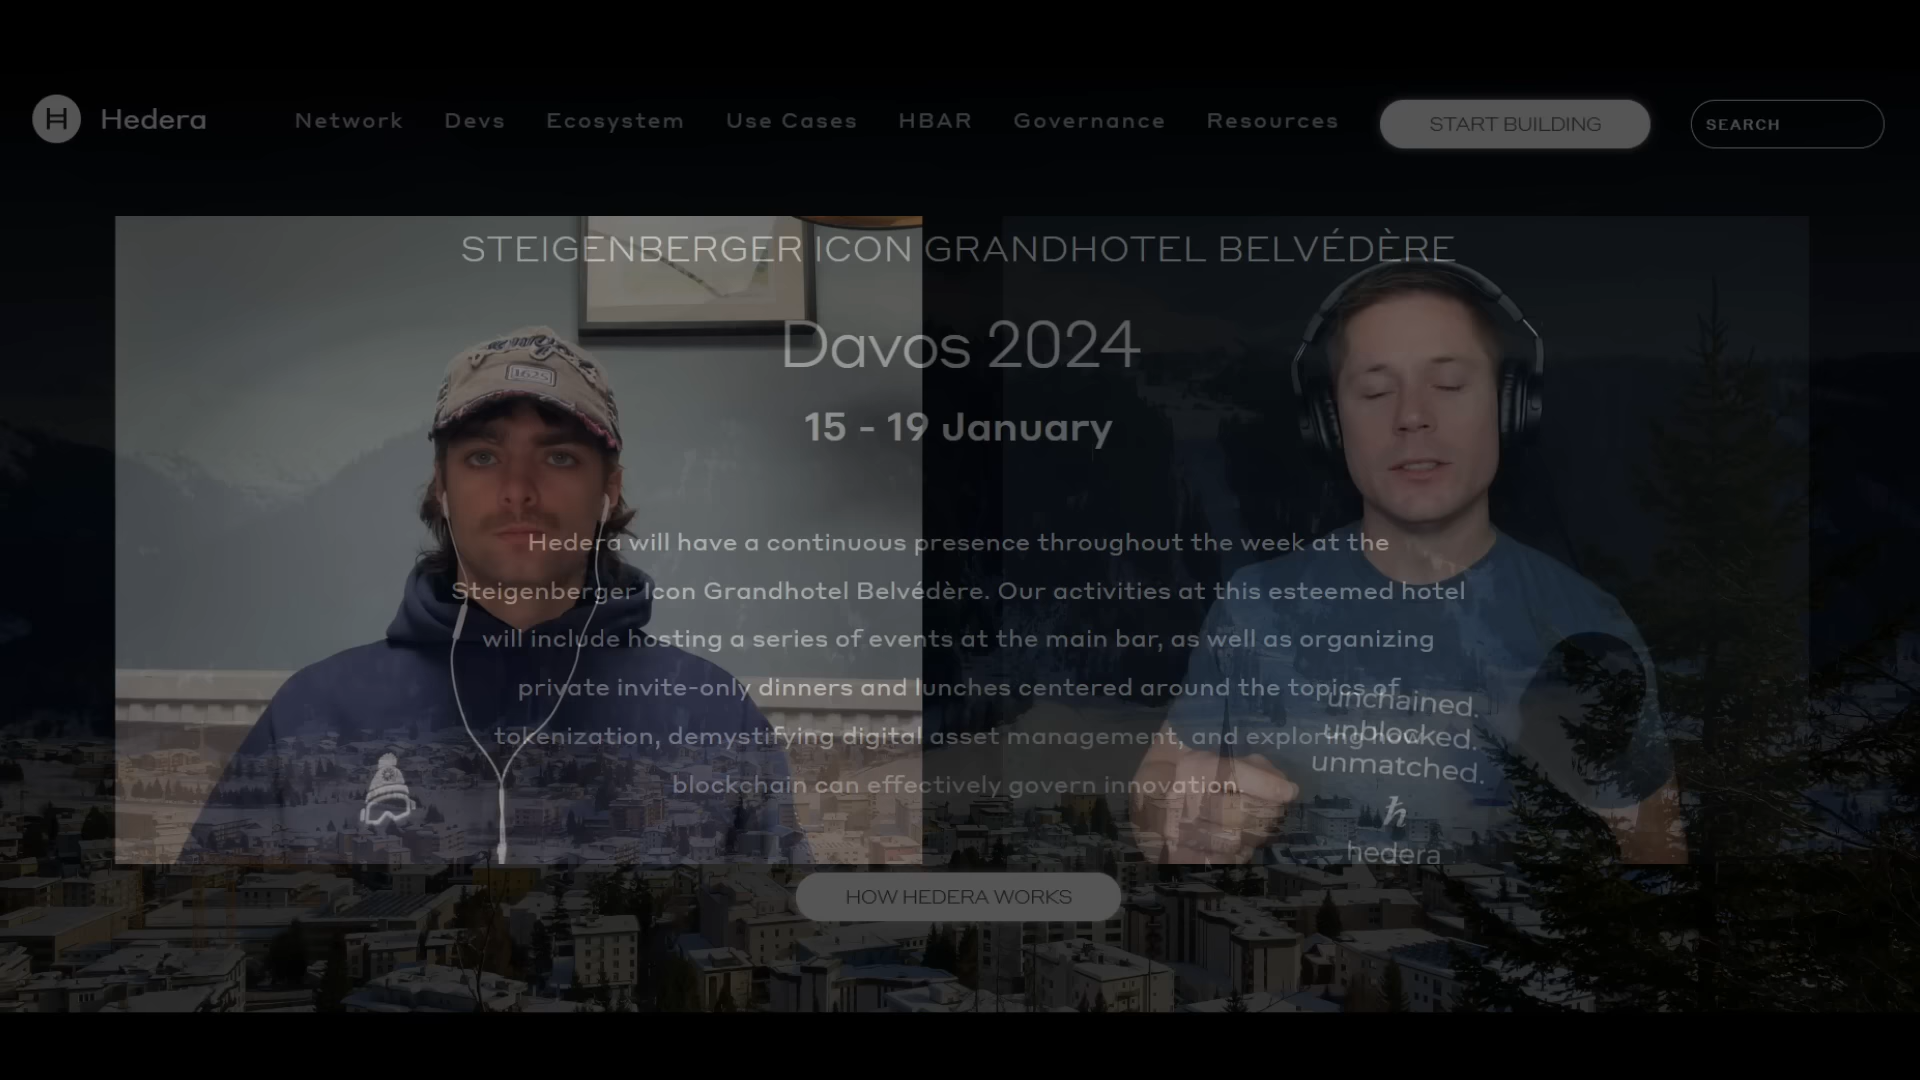 Hedera
Network Devs Ecosystem Use Cases HBAR Governance Resources
START BUILDING
SEARCH
STEIGENBERGER ICON GRANDHOTEL BELVÉDÈRE
Davos 2024
15 - 19 January
1625
Hedera will have a continuous presence throughout the week at the
Steigenberger Icon Grandhotel Belvédère. Our activities at this esteemed hotel
will include hosting a series of events at the main bar, as well as organizing
private invite-only dinners and lunches centered around the topics of
tokenization, demystifying digital asset management, and exploring how
blockchain can effectively govern innovation.
unchained.
unblocked.
unmatched.
ℏ
hedera
HOW HEDERA WORKS